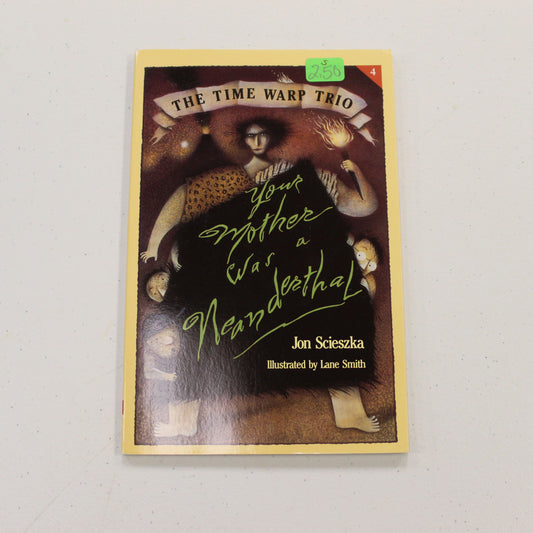 $
2.50
4
THE TIME WARP TRIO
Your
Mother
Was a
Neanderthal
Jon Scieszka
Illustrated by Lane Smith